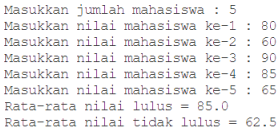 Masukkan jumlah mahasiswa : 5
Masukkan nilai mahasiswa ke-1 : 80
Masukkan nilai mahasiswa ke-2 : 60
Masukkan nilai mahasiswa ke-3 : 90
Masukkan nilai mahasiswa ke-4 : 85
Masukkan nilai mahasiswa ke-5 : 65
Rata-rata nilai lulus = 85.0
Rata-rata nilai tidak lulus = 62.5